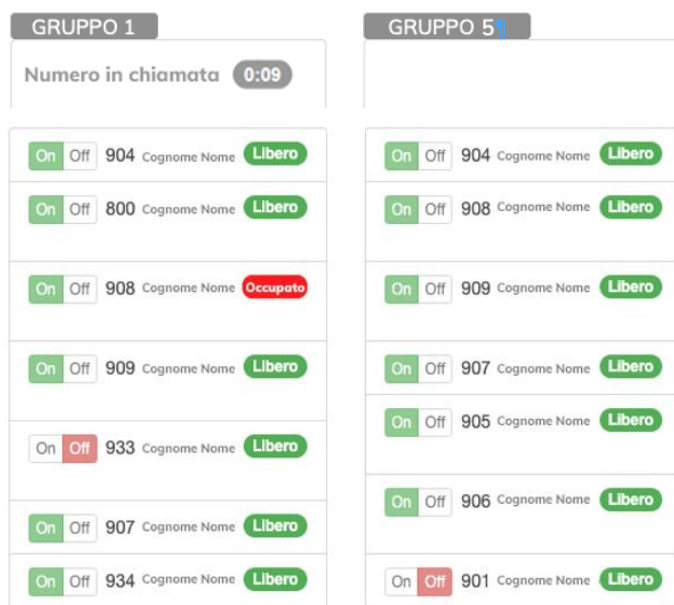 GRUPPO 1
Numero in chiamata 0:09
On Off 904 Cognome Nome Libero
On Off 800 Cognome Nome Libero
On Off 908 Cognome Nome Occupato
On Off 909 Cognome Nome Libero
On Off 933 Cognome Nome Libero
On Off 907 Cognome Nome Libero
On Off 934 Cognome Nome Libero
GRUPPO 5¶
On Off 904 Cognome Nome Libero
On Off 908 Cognome Nome Libero
On Off 909 Cognome Nome Libero
On Off 907 Cognome Nome Libero
On Off 905 Cognome Nome Libero
On Off 906 Cognome Nome Libero
On Off 901 Cognome Nome Libero